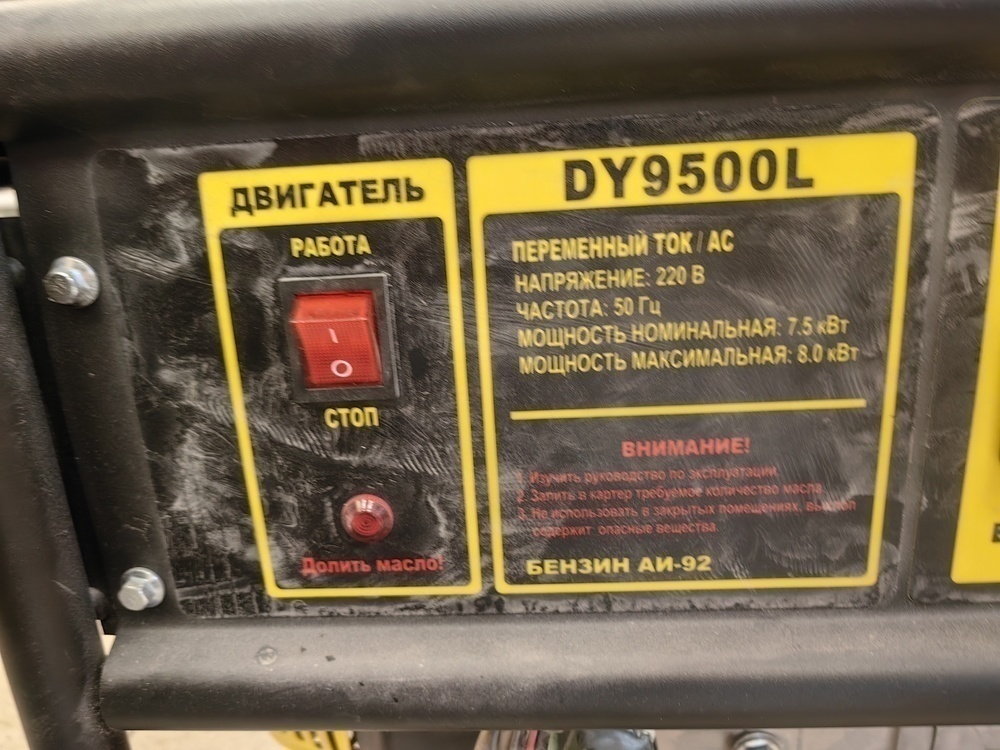 ДВИГАТЕЛЬ
РАБОТА
I
O
СТОП
Долить масло!
DY9500L
ПЕРЕМЕННЫЙ ТОК / AC
НАПРЯЖЕНИЕ: 220 В
ЧАСТОТА: 50 Гц
МОЩНОСТЬ НОМИНАЛЬНАЯ: 7.5 кВт
МОЩНОСТЬ МАКСИМАЛЬНАЯ: 8.0 кВт
ВНИМАНИЕ!
1. Изучить руководство по эксплуатации.
2. Залить в картер требуемое количество масла.
3. Не использовать в закрытых помещениях, выхлоп
содержит опасные вещества.
БЕНЗИН АИ-92